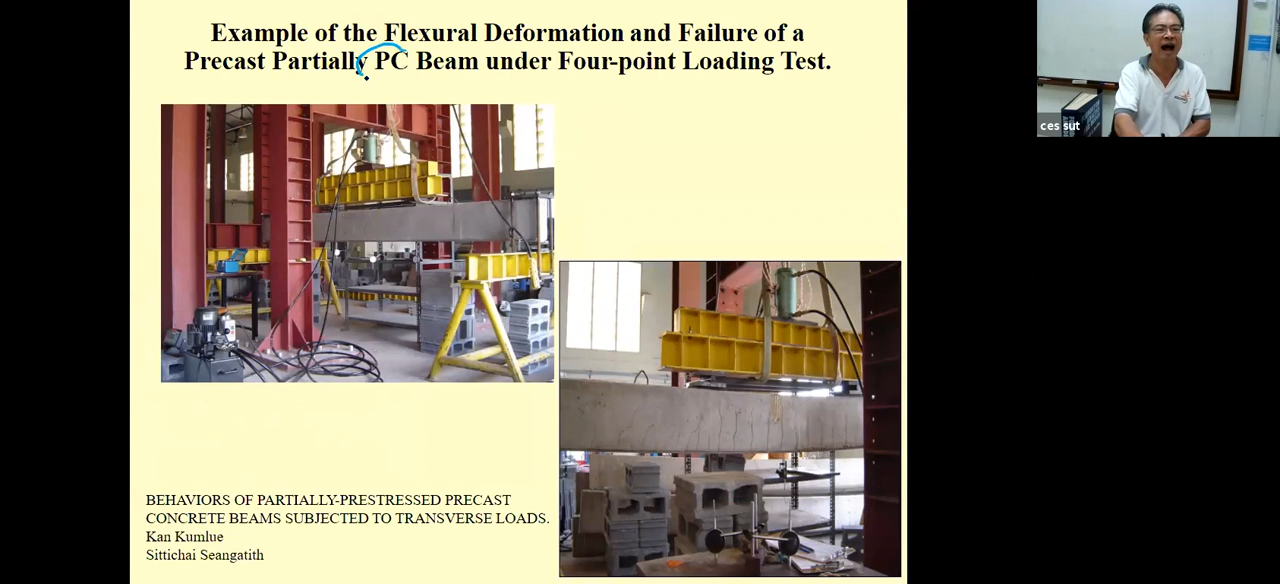 Example of the Flexural Deformation and Failure of a
Precast Partially PC Beam under Four-point Loading Test.
ces sut
BEHAVIORS OF PARTIALLY-PRESTRESSED PRECAST
CONCRETE BEAMS SUBJECTED TO TRANSVERSE LOADS.
Kan Kumlue
Sittichai Seangatith